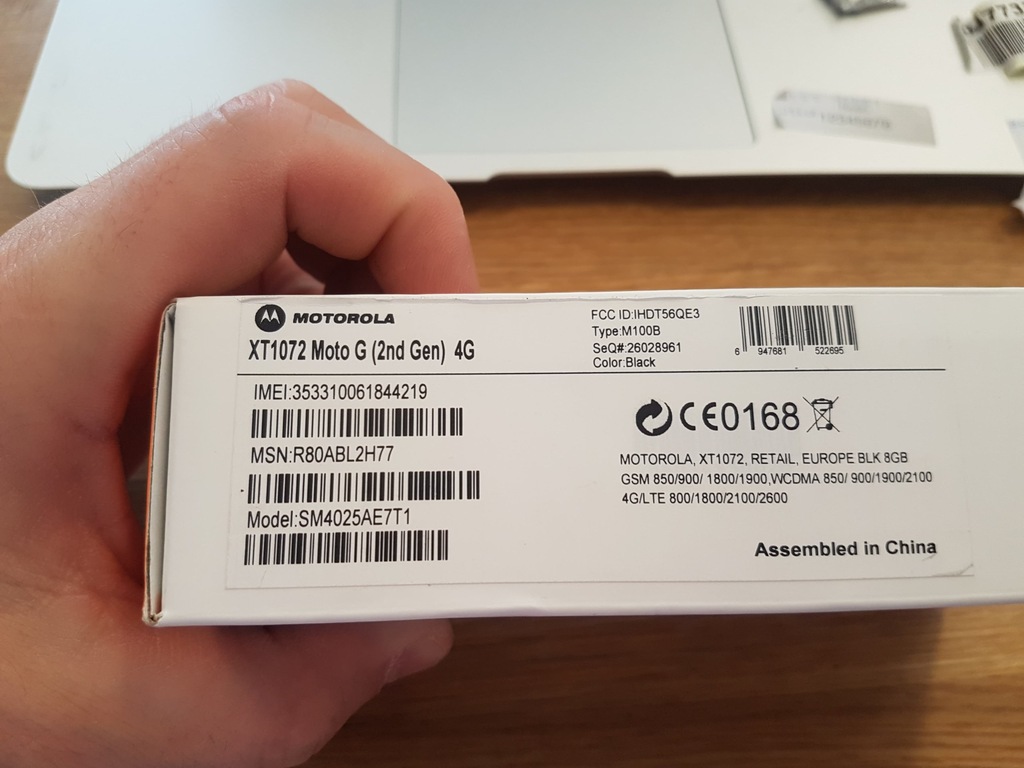 MOTOROLA
XT1072 Moto G (2nd Gen) 4G
FCC ID:IHDT56QE3
Type:M100B
SeQ#:26028961
Color:Black
6 947681 522695
IMEI:353310061844219
MSN:R80ABL2H77
Model:SM4025AE7T1
CE0168
MOTOROLA, XT1072, RETAIL, EUROPE BLK 8GB
GSM 850/900/ 1800/1900,WCDMA 850/ 900/1900/2100
4G/LTE 800/1800/2100/2600
Assembled in China